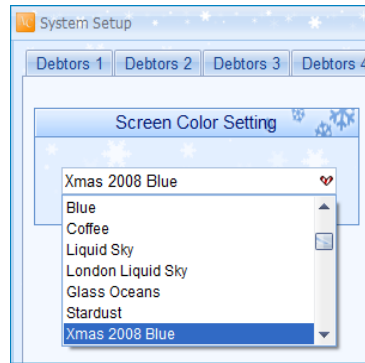 System Setup
Debtors 1 Debtors 2 Debtors 3 Debtors 4
Screen Color Setting
Xmas 2008 Blue
Blue
Coffee
Liquid Sky
London Liquid Sky
Glass Oceans
Stardust
Xmas 2008 Blue